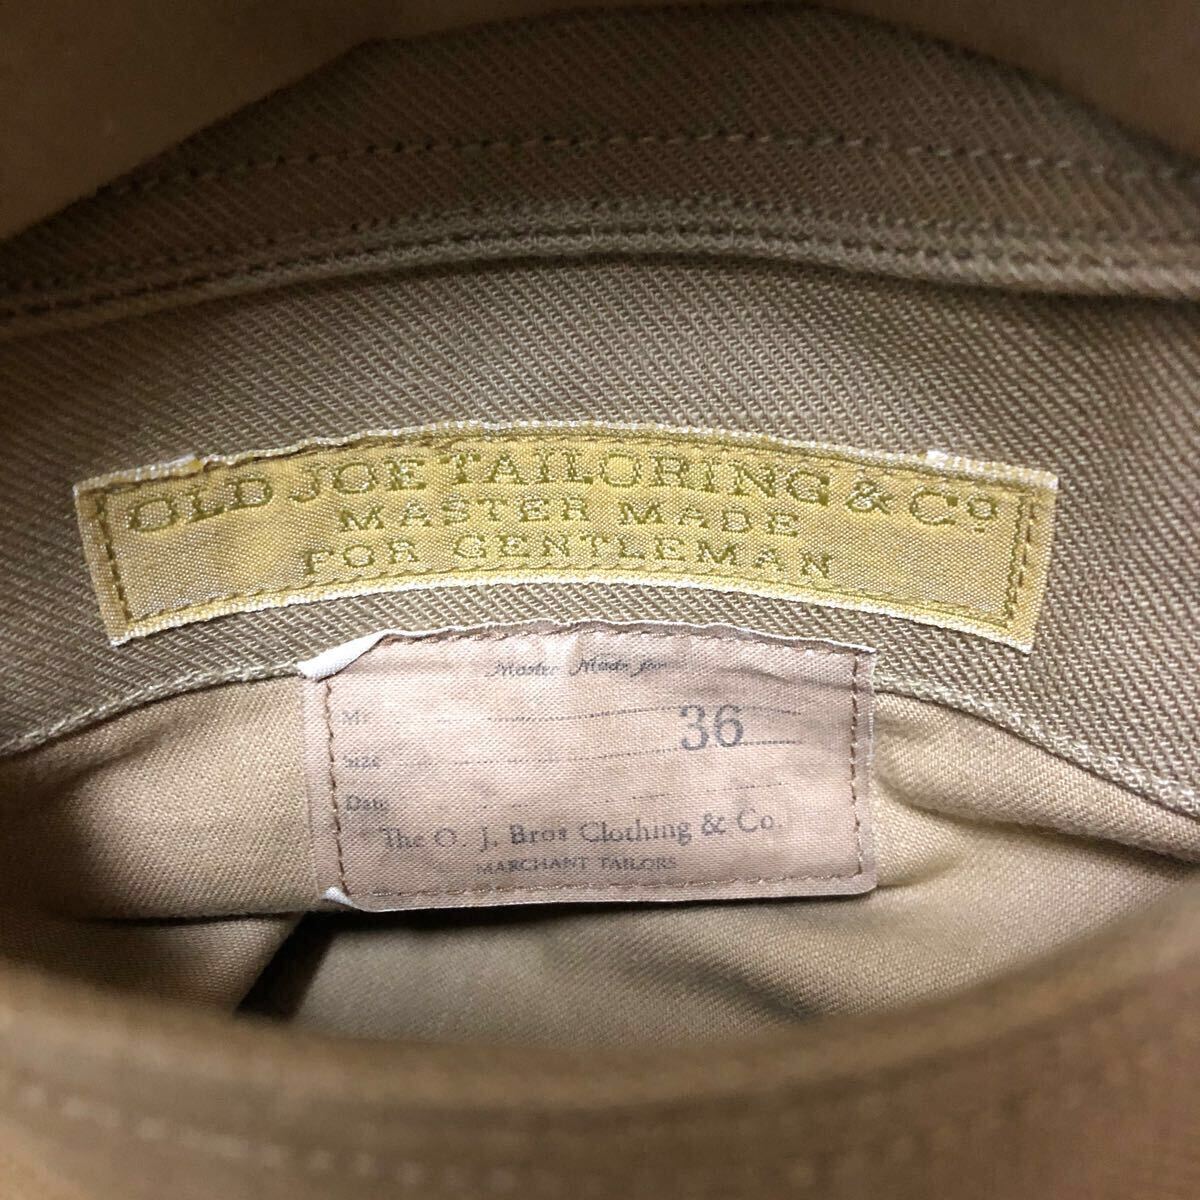 OLD JOE TAILORING & Cº
MASTER MADE
FOR GENTLEMAN
Master Made for
Mr
36
Size
Date
The O. J. Bros Clothing & Co.
MARCHANT TAILORS